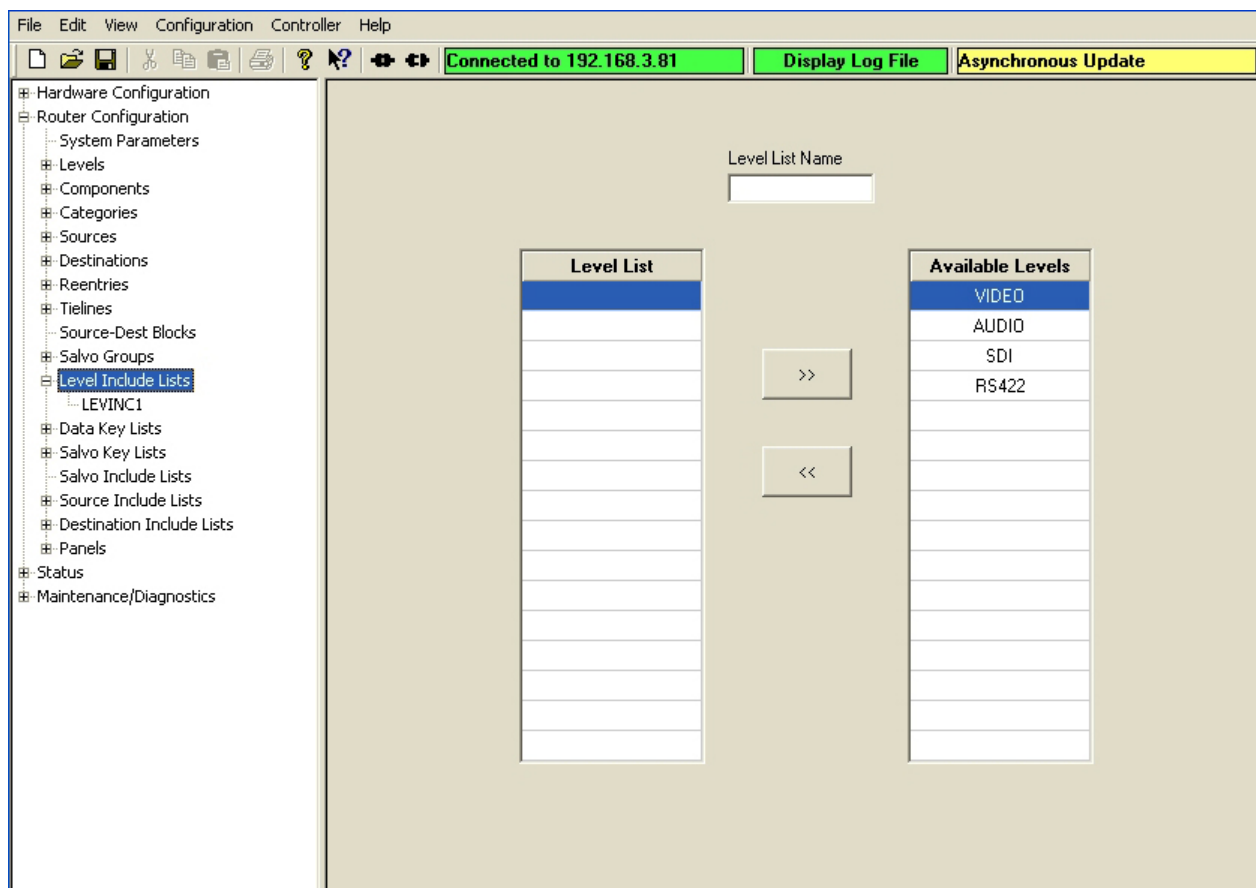 File Edit View Configuration Controller Help
Connected to 192.168.3.81 Display Log File Asynchronous Update
Hardware Configuration
Router Configuration
System Parameters
Levels
Components
Categories
Sources
Destinations
Reentries
Tielines
Source-Dest Blocks
Salvo Groups
Level Include Lists
LEVINC1
Data Key Lists
Salvo Key Lists
Salvo Include Lists
Source Include Lists
Destination Include Lists
Panels
Status
Maintenance/Diagnostics
Level List Name
Level List
>>
<<
Available Levels
VIDEO
AUDIO
SDI
RS422